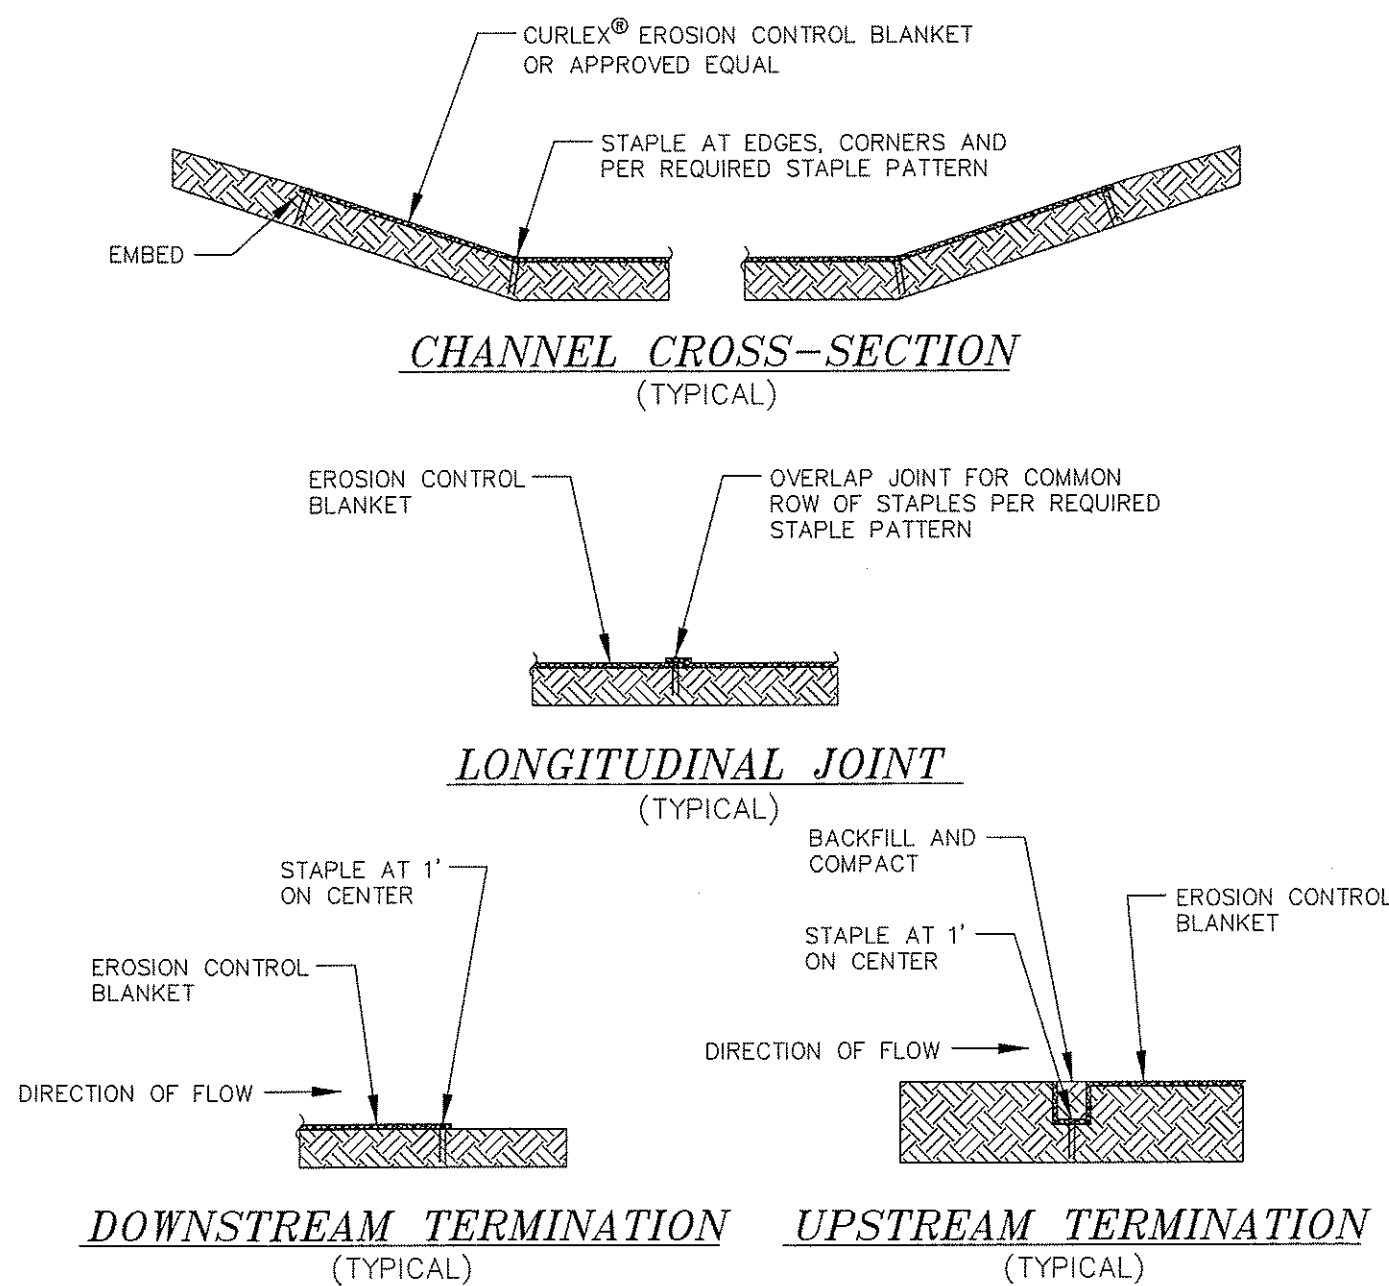 CURLEX® EROSION CONTROL BLANKET
OR APPROVED EQUAL
STAPLE AT EDGES, CORNERS AND
PER REQUIRED STAPLE PATTERN
EMBED
CHANNEL CROSS-SECTION
(TYPICAL)
EROSION CONTROL
BLANKET
OVERLAP JOINT FOR COMMON
ROW OF STAPLES PER REQUIRED
STAPLE PATTERN
LONGITUDINAL JOINT
(TYPICAL)
STAPLE AT 1'
ON CENTER
EROSION CONTROL
BLANKET
DIRECTION OF FLOW
DOWNSTREAM TERMINATION
(TYPICAL)
BACKFILL AND
COMPACT
EROSION CONTROL
BLANKET
STAPLE AT 1'
ON CENTER
DIRECTION OF FLOW
UPSTREAM TERMINATION
(TYPICAL)